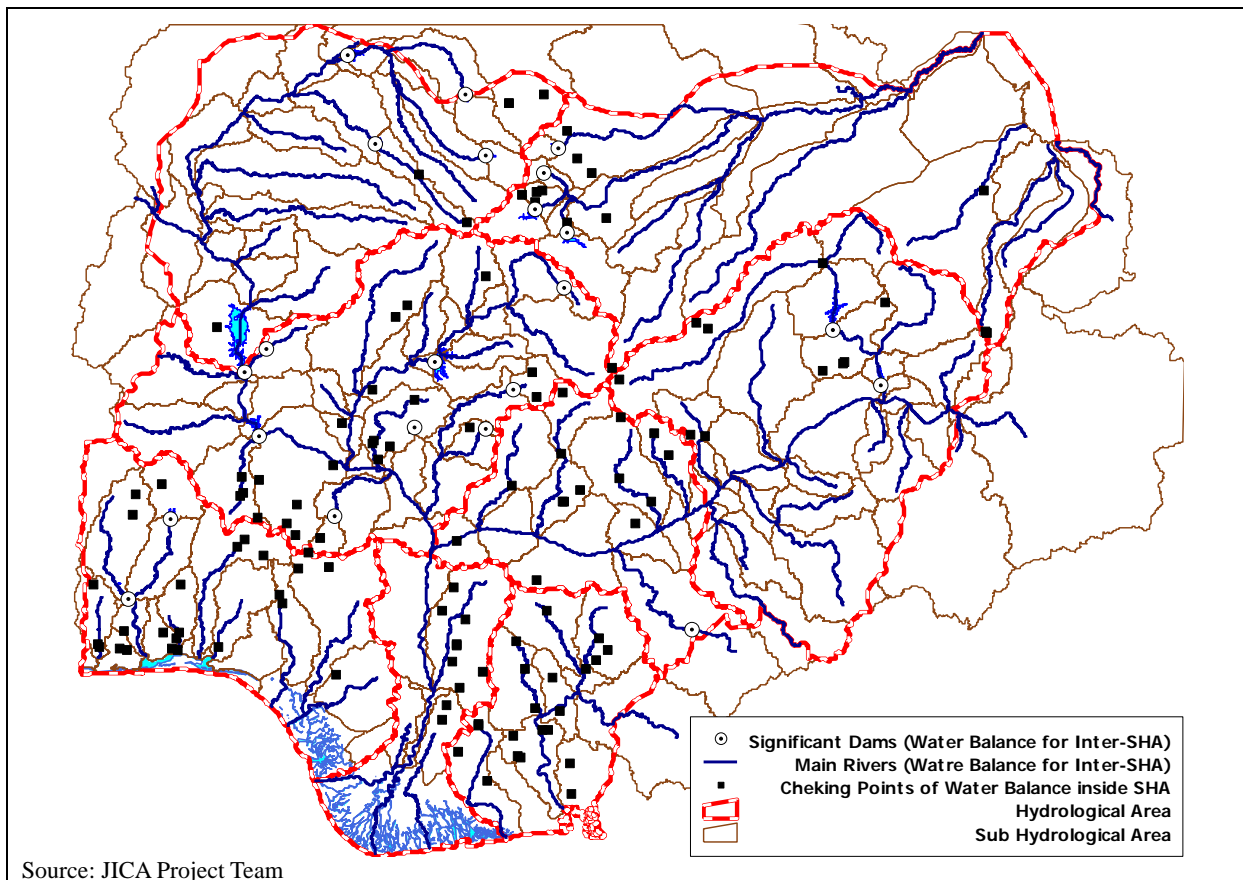 Significant Dams (Water Balance for Inter-SHA)
Main Rivers (Watre Balance for Inter-SHA)
Cheking Points of Water Balance inside SHA
Hydrological Area
Sub Hydrological Area
Source: JICA Project Team